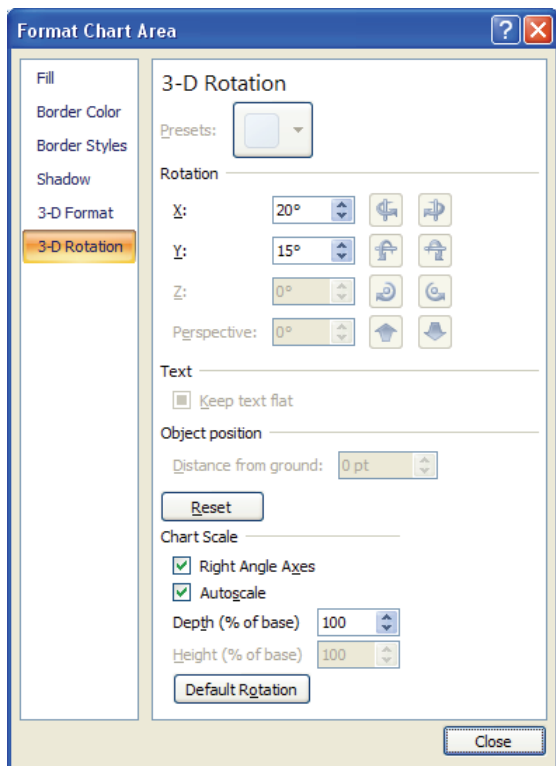 Format Chart Area
?
Fill
Border Color
Border Styles
Shadow
3-D Format
3-D Rotation
3-D Rotation
Presets:
Rotation
X: 20°
Y: 15°
Z: 0°
Perspective: 0°
Text
Keep text flat
Object position
Distance from ground: 0 pt
Reset
Chart Scale
Right Angle Axes
Autoscale
Depth (% of base) 100
Height (% of base) 100
Default Rotation
Close